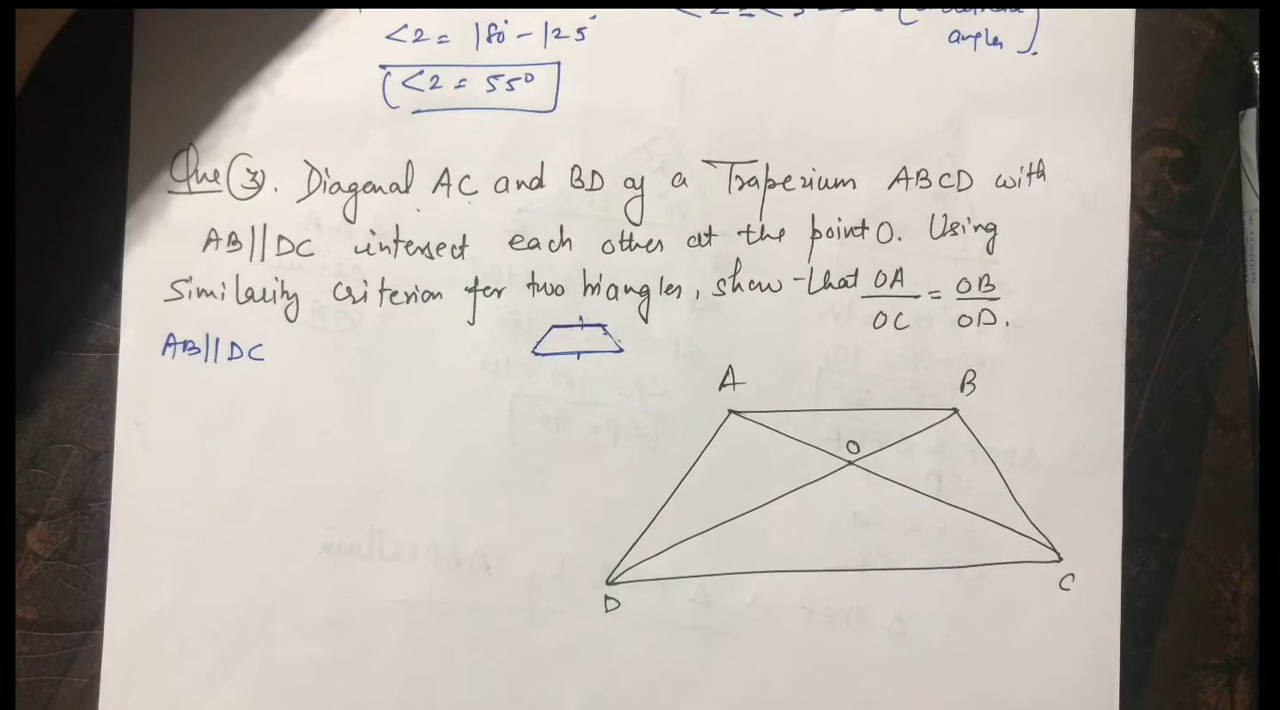 <2 = 180° - 125°
angles).
<2 = 55°
Que (3). Diagonal AC and BD of a Trapezium ABCD with
AB||DC intersect each other at the point O. Using
Similarity criterion for two triangles, show that OA/OC = OB/OD.
AB||DC
A B
O
D C